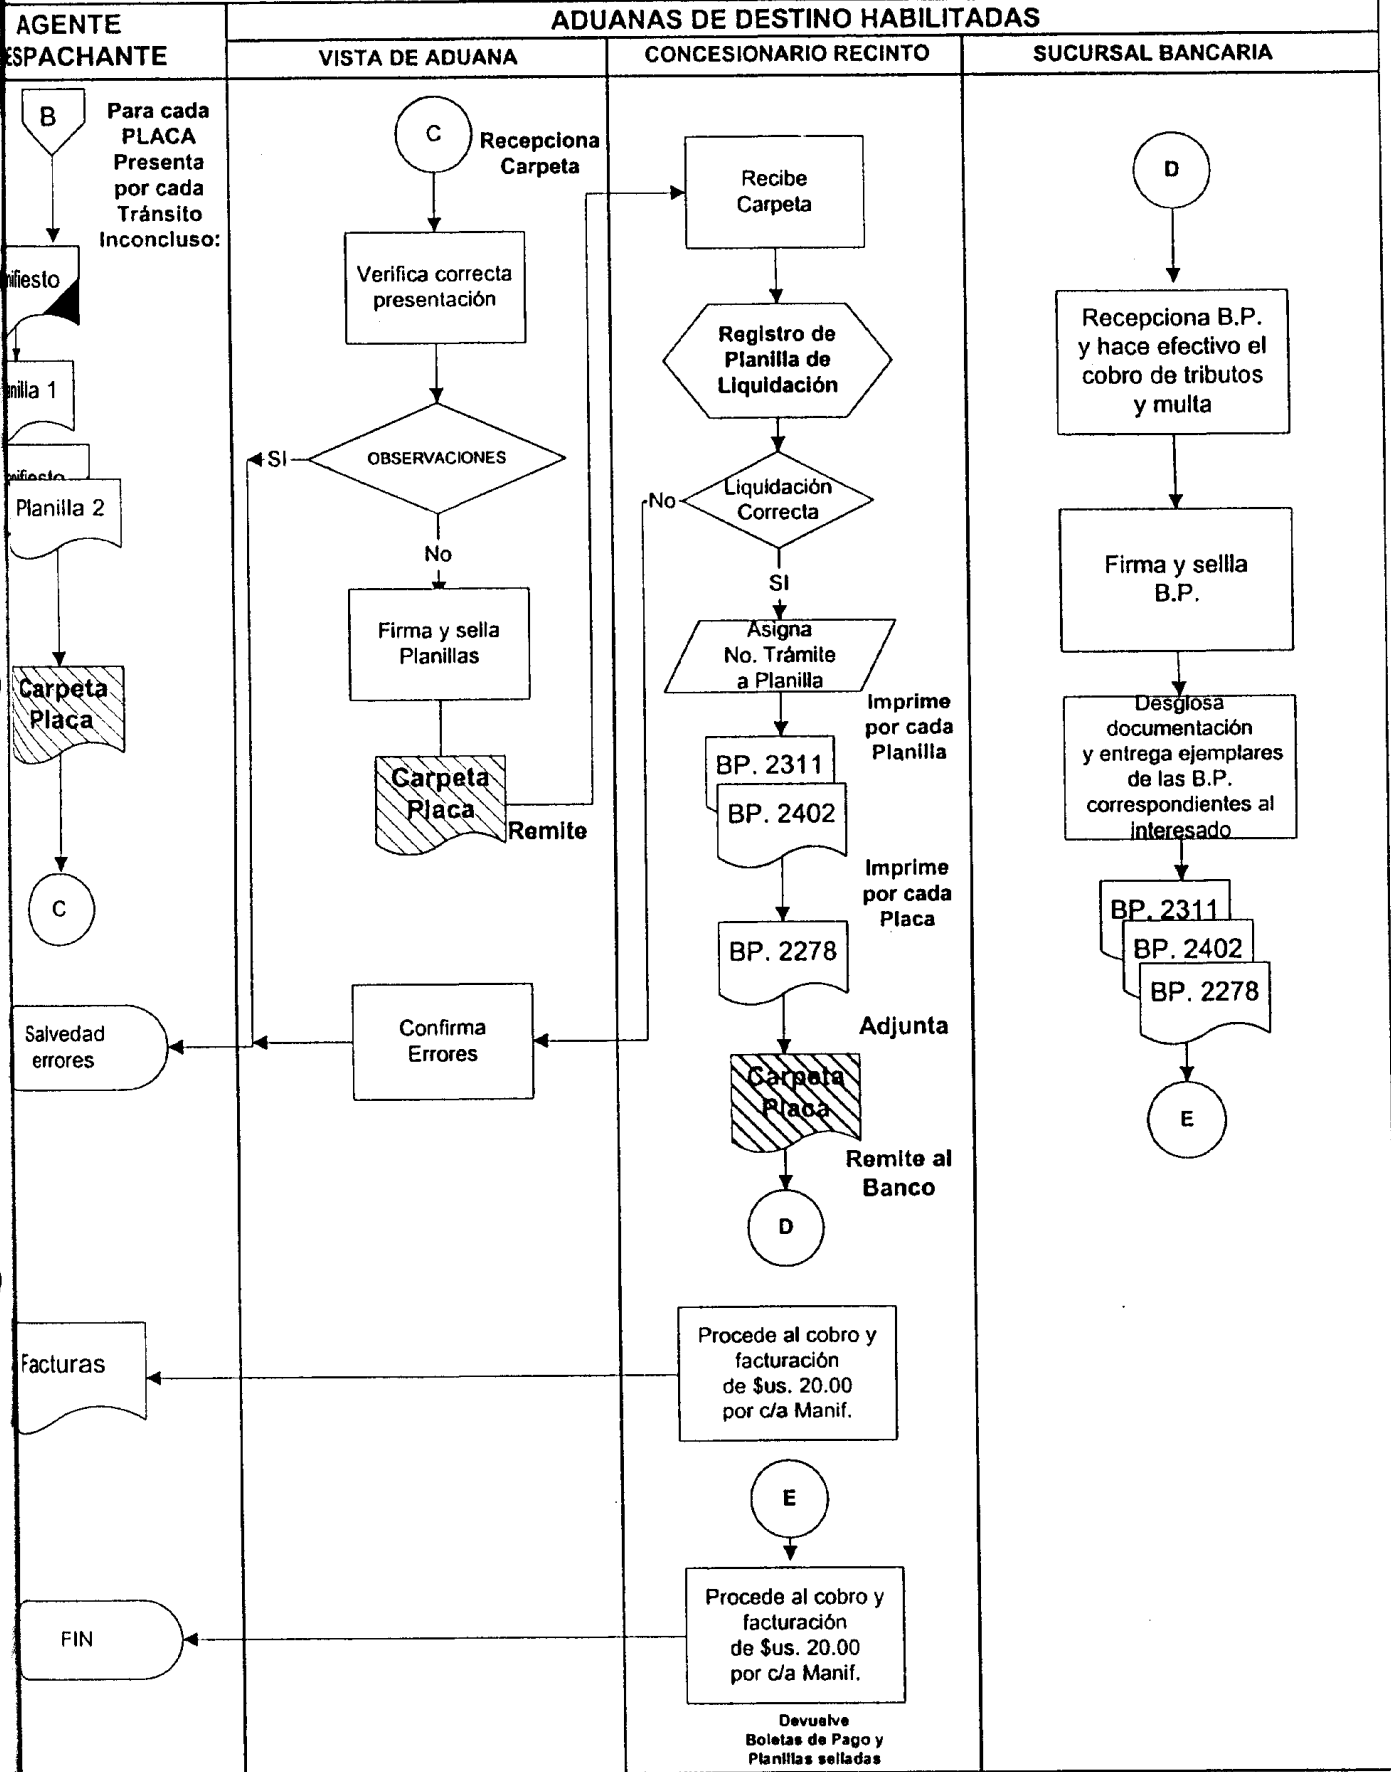 AGENTE
ESPACHANTE
ADUANAS DE DESTINO HABILITADAS
VISTA DE ADUANA
CONCESIONARIO RECINTO
SUCURSAL BANCARIA
B
Para cada
PLACA
Presenta
por cada
Tránsito
Inconcluso:
nifiesto
nilla 1
nifiesto
Planilla 2
Carpeta
Placa
C
Salvedad
errores
Facturas
FIN
C
Recepciona
Carpeta
Verifica correcta
presentación
OBSERVACIONES
SI
No
Firma y sella
Planillas
Carpeta
Placa
Remite
Confirma
Errores
Recibe
Carpeta
Registro de
Planilla de
Liquidación
Liquidación
Correcta
No
SI
Asigna
No. Trámite
a Planilla
Imprime
por cada
Planilla
BP. 2311
BP. 2402
Imprime
por cada
Placa
BP. 2278
Adjunta
Carpeta
Placa
Remite al
Banco
D
Procede al cobro y
facturación
de $us. 20.00
por c/a Manif.
E
Procede al cobro y
facturación
de $us. 20.00
por c/a Manif.
Devuelve
Boletas de Pago y
Planillas selladas
D
Recepciona B.P.
y hace efectivo el
cobro de tributos
y multa
Firma y sellla
B.P.
Desglosa
documentación
y entrega ejemplares
de las B.P.
correspondientes al
interesado
BP. 2311
BP. 2402
BP. 2278
E